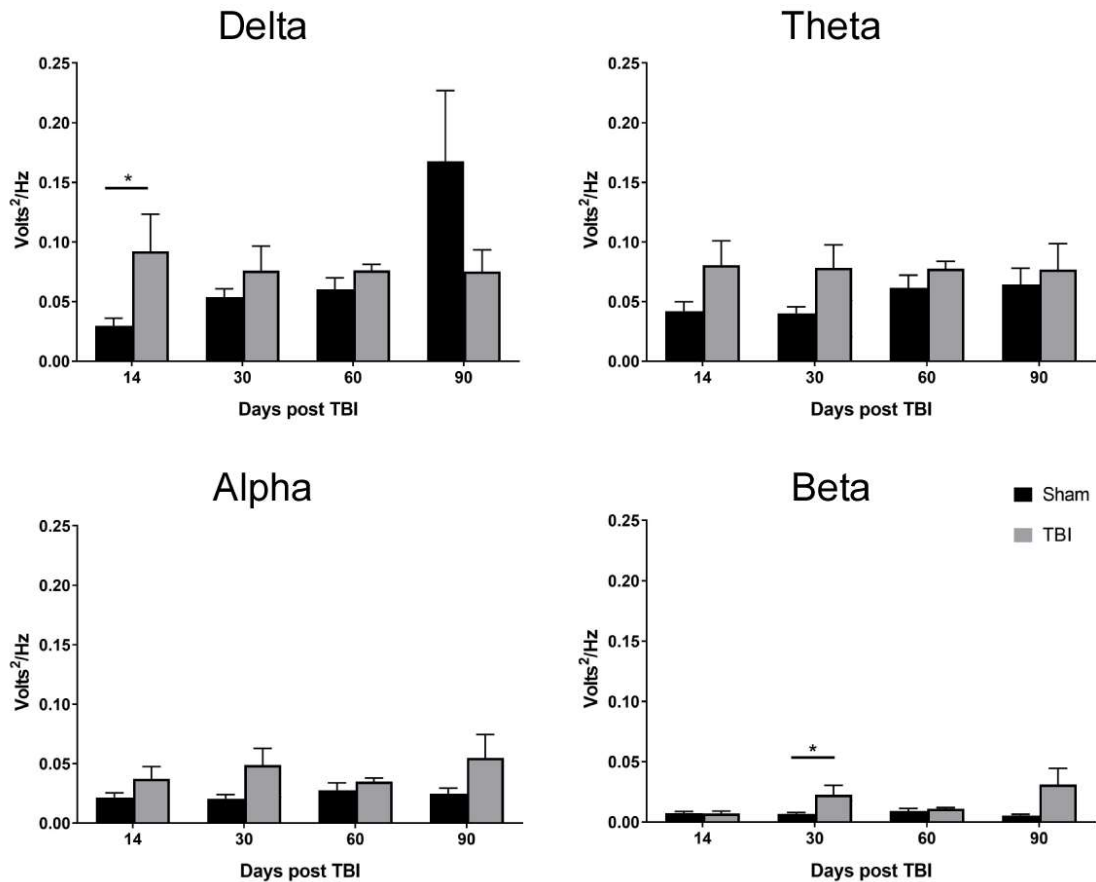 Delta
Volts²/Hz
0.25
0.20
0.15
0.10
0.05
0.00
*
14 30 60 90
Days post TBI
Theta
Volts²/Hz
0.25
0.20
0.15
0.10
0.05
0.00
14 30 60 90
Days post TBI
Alpha
Volts²/Hz
0.25
0.20
0.15
0.10
0.05
0.00
14 30 60 90
Days post TBI
Beta
Volts²/Hz
0.25
0.20
0.15
0.10
0.05
0.00
*
14 30 60 90
Days post TBI
Sham
TBI